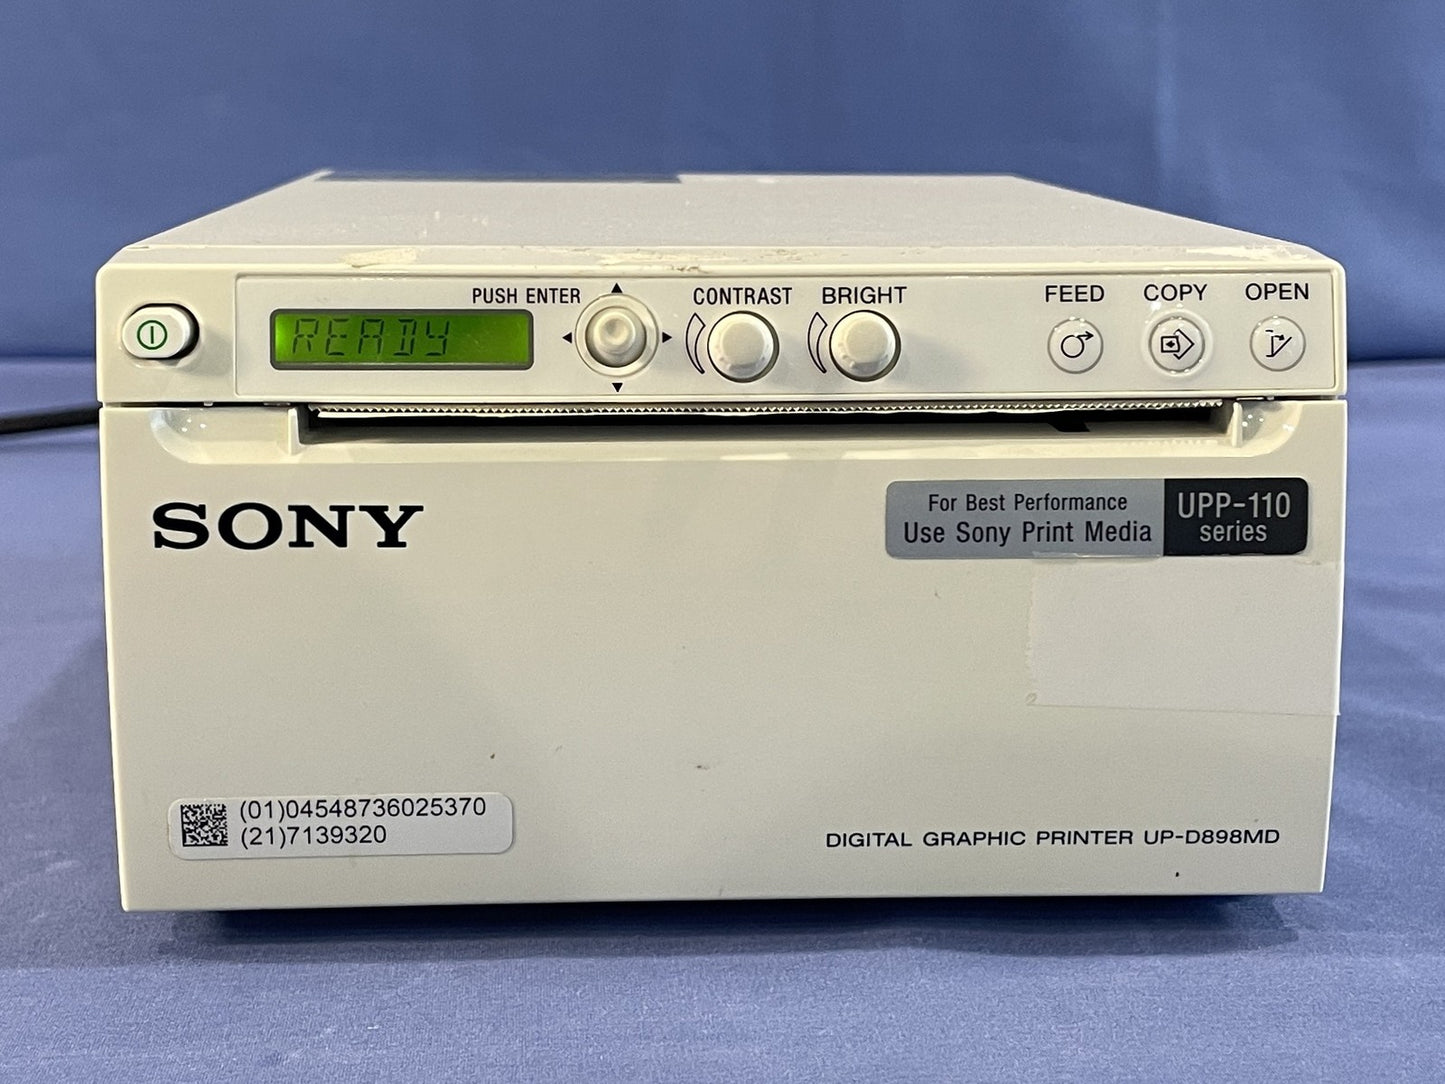 PUSH ENTER
CONTRAST
BRIGHT
FEED
COPY
OPEN
READY
SONY
For Best Performance
Use Sony Print Media
UPP-110
series
(01)04548736025370
(21)7139320
DIGITAL GRAPHIC PRINTER UP-D898MD